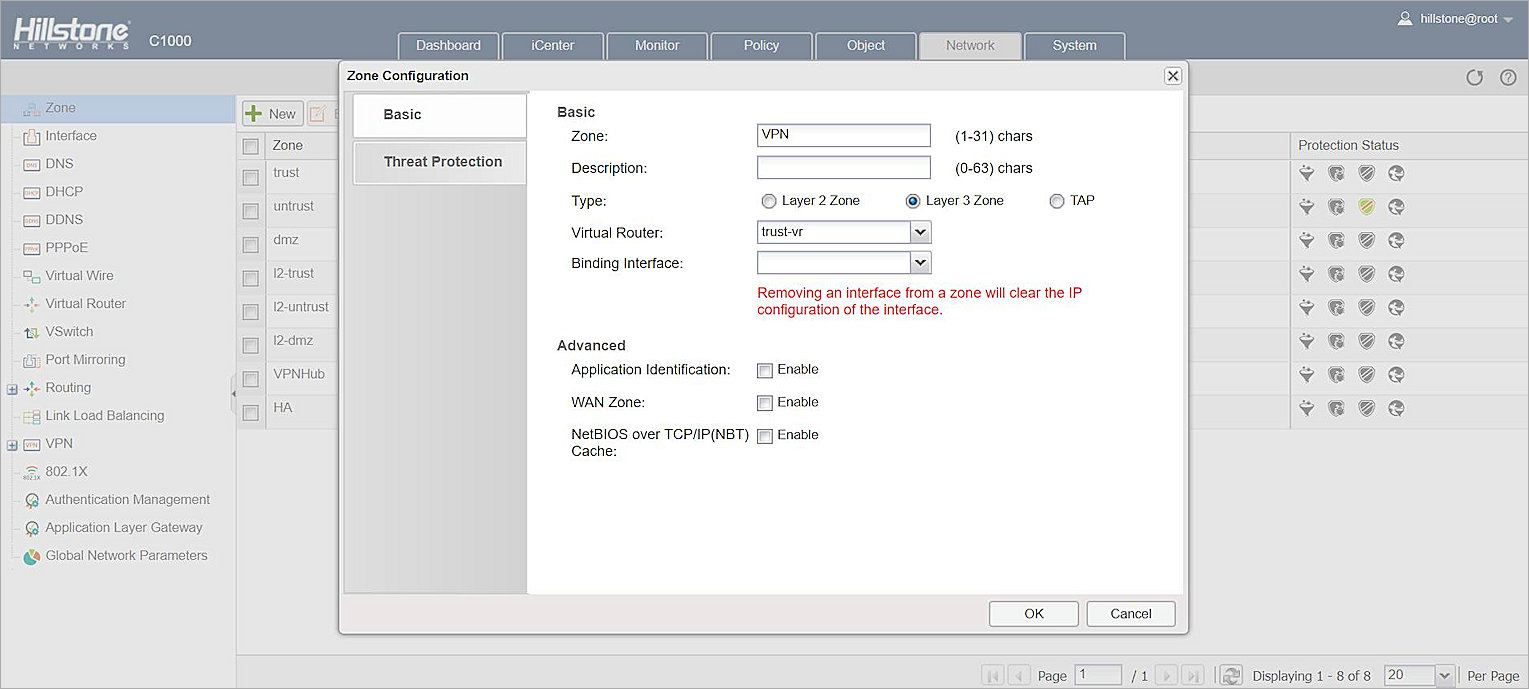 Hillstone
NETWORKS
C1000
Dashboard
iCenter
Monitor
Policy
Object
Network
System
hillstone@root
Zone
Interface
DNS
DHCP
DDNS
PPPoE
Virtual Wire
Virtual Router
VSwitch
Port Mirroring
Routing
Link Load Balancing
VPN
802.1X
Authentication Management
Application Layer Gateway
Global Network Parameters
New
Zone
trust
untrust
dmz
l2-trust
l2-untrust
l2-dmz
VPNHub
HA
Zone Configuration
Basic
Threat Protection
Basic
Zone: VPN (1-31) chars
Description: (0-63) chars
Type: Layer 2 Zone Layer 3 Zone TAP
Virtual Router: trust-vr
Binding Interface:
Removing an interface from a zone will clear the IP
configuration of the interface.
Advanced
Application Identification: Enable
WAN Zone: Enable
NetBIOS over TCP/IP(NBT) Enable
Cache:
OK
Cancel
Protection Status
Page 1 / 1 Displaying 1 - 8 of 8 20 Per Page